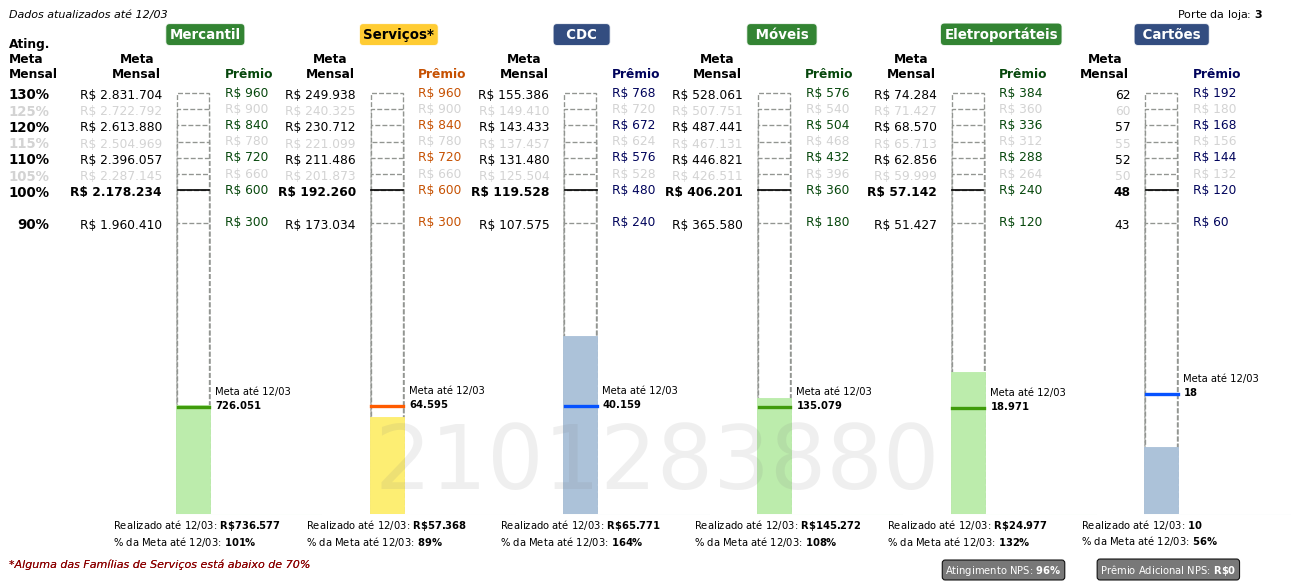 Dados atualizados até 12/03
Porte da loja: 3
Mercantil Serviços* CDC Móveis Eletroportáteis Cartões
Ating. Meta Mensal
Meta Mensal Prêmio Meta Mensal Prêmio Meta Mensal Prêmio Meta Mensal Prêmio Meta Mensal Prêmio Meta Mensal Prêmio
130% R$ 2.831.704 R$ 960 R$ 249.938 R$ 960 R$ 155.386 R$ 768 R$ 528.061 R$ 576 R$ 74.284 R$ 384 62 R$ 192
125% R$ 2.722.792 R$ 900 R$ 240.325 R$ 900 R$ 149.410 R$ 720 R$ 507.751 R$ 540 R$ 71.427 R$ 360 60 R$ 180
120% R$ 2.613.880 R$ 840 R$ 230.712 R$ 840 R$ 143.433 R$ 672 R$ 487.441 R$ 504 R$ 68.570 R$ 336 57 R$ 168
115% R$ 2.504.969 R$ 780 R$ 221.099 R$ 780 R$ 137.457 R$ 624 R$ 467.131 R$ 468 R$ 65.713 R$ 312 55 R$ 156
110% R$ 2.396.057 R$ 720 R$ 211.486 R$ 720 R$ 131.480 R$ 576 R$ 446.821 R$ 432 R$ 62.856 R$ 288 52 R$ 144
105% R$ 2.287.145 R$ 660 R$ 201.873 R$ 660 R$ 125.504 R$ 528 R$ 426.511 R$ 396 R$ 59.999 R$ 264 50 R$ 132
100% R$ 2.178.234 R$ 600 R$ 192.260 R$ 600 R$ 119.528 R$ 480 R$ 406.201 R$ 360 R$ 57.142 R$ 240 48 R$ 120
90% R$ 1.960.410 R$ 300 R$ 173.034 R$ 300 R$ 107.575 R$ 240 R$ 365.580 R$ 180 R$ 51.427 R$ 120 43 R$ 60
Meta até 12/03 Meta até 12/03 Meta até 12/03 Meta até 12/03 Meta até 12/03 Meta até 12/03
726.051 64.595 40.159 135.079 18.971 18
2101283880
Realizado até 12/03: R$736.577 Realizado até 12/03: R$57.368 Realizado até 12/03: R$65.771 Realizado até 12/03: R$145.272 Realizado até 12/03: R$24.977 Realizado até 12/03: 10
% da Meta até 12/03: 101% % da Meta até 12/03: 89% % da Meta até 12/03: 164% % da Meta até 12/03: 108% % da Meta até 12/03: 132% % da Meta até 12/03: 56%
*Alguma das Famílias de Serviços está abaixo de 70%
Atingimento NPS: 96% Prêmio Adicional NPS: R$0